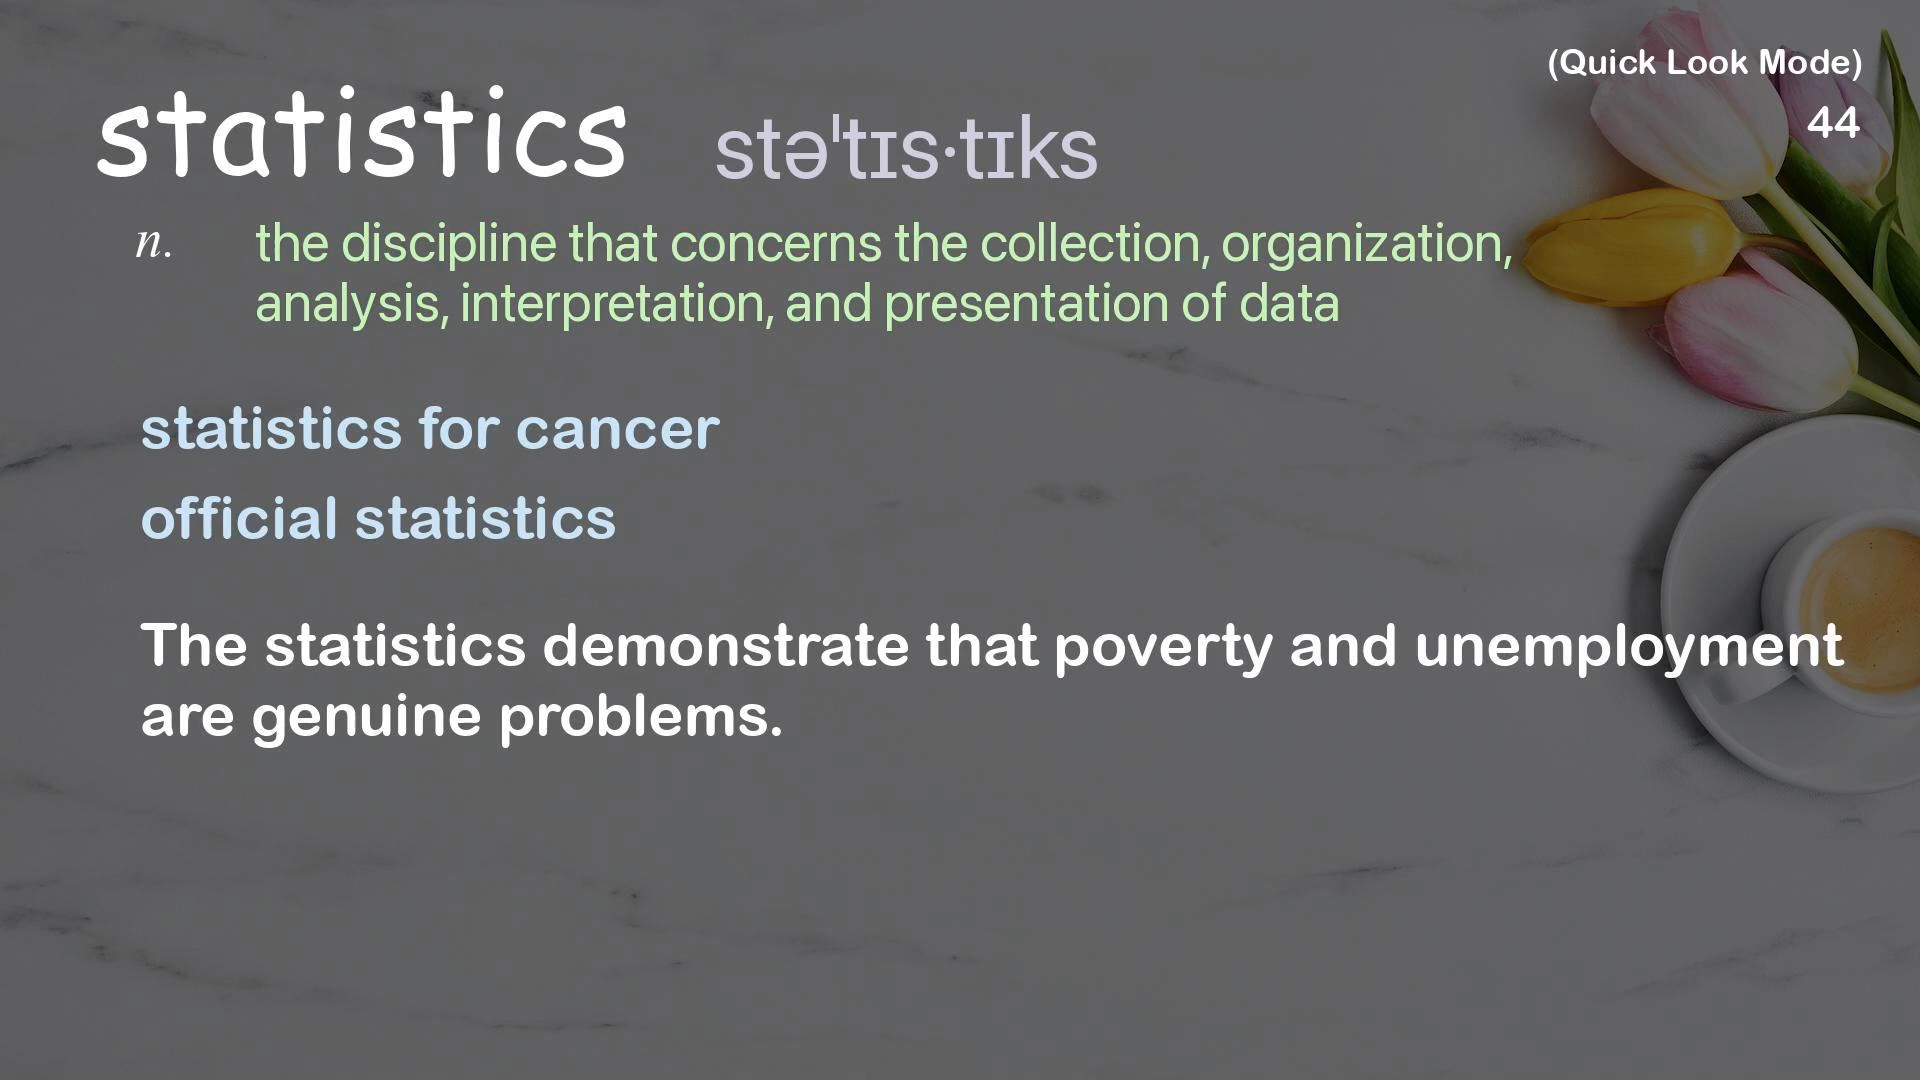 (Quick Look Mode)
statistics stəˈtɪs·tɪks
44
n. the discipline that concerns the collection, organization,
analysis, interpretation, and presentation of data
statistics for cancer
official statistics
The statistics demonstrate that poverty and unemployment
are genuine problems.